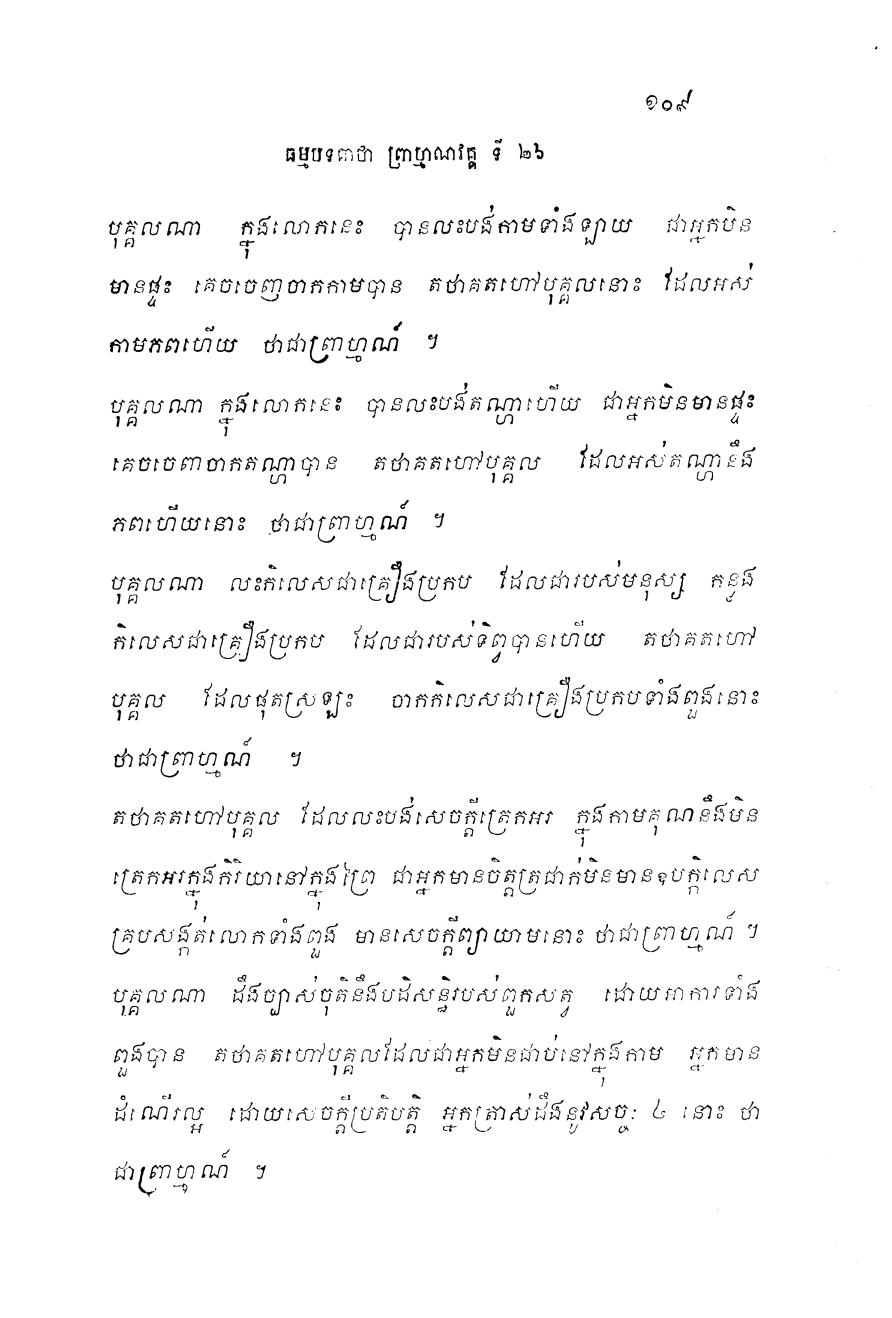 ១០៩
ធម្មបទគាថា ព្រាហ្មណវគ្គ ទី ២៦
បុគ្គលណា ក្នុងលោកនេះ បានលះបង់កាមទាំងឡាយ ជាអ្នកមិន
មានផ្ទះ គេចចេញចាកកាមបាន តថាគតហៅបុគ្គលនោះ ដែលអស់
កាមភពហើយ ថាជាព្រាហ្មណ៍ ។
បុគ្គលណា ក្នុងលោកនេះ បានលះបង់តណ្ហាហើយ ជាអ្នកមិនមានផ្ទះ
គេចចេញចាកតណ្ហាបាន តថាគតហៅបុគ្គល ដែលអស់តណ្ហានឹង
ភពហើយនោះ ថាជាព្រាហ្មណ៍ ។
បុគ្គលណា លះកិលេសជាគ្រឿងប្រកប ដែលជារបស់មនុស្ស កន្លង
កិលេសជាគ្រឿងប្រកប ដែលជារបស់ទិព្វបានហើយ តថាគតហៅ
បុគ្គល ដែលផុតស្រឡះ ចាកកិលេសជាគ្រឿងប្រកបទាំងពួងនោះ
ថាជាព្រាហ្មណ៍ ។
តថាគតហៅបុគ្គល ដែលលះបង់សេចក្តីត្រេកអរ ក្នុងកាមគុណនឹងមិន
ត្រេកអរក្នុងកិរិយានៅក្នុងព្រៃ ជាអ្នកមានចិត្តត្រជាក់មិនមានឧបក្កិលេស
គ្របសង្កត់លោកទាំងពួង មានសេចក្តីព្យាយាមនោះ ថាជាព្រាហ្មណ៍ ។
បុគ្គលណា ដឹងច្បាស់ចុតិនឹងបដិសន្ធិរបស់ពួកសត្វ ដោយអាការទាំង
ពួងបាន តថាគតហៅបុគ្គលដែលជាអ្នកមិនជាប់នៅក្នុងកាម អ្នកមាន
ដំណើរល្អ ដោយសេចក្តីប្រតិបត្តិ អ្នកត្រាស់ដឹងនូវសច្ចៈ ៤ នោះ ថា
ជាព្រាហ្មណ៍ ។